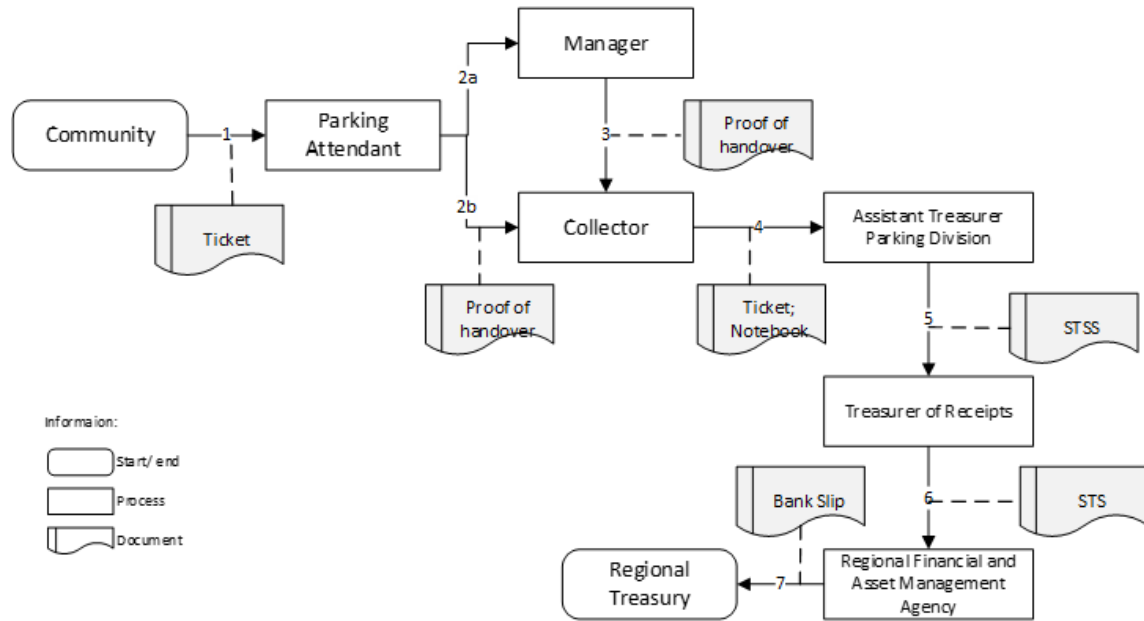 Manager
2a
Community
1
Parking
Attendant
3
Proof of
handover
2b
Ticket
Collector
4
Assistant Treasurer
Parking Division
Proof of
handover
Ticket;
Notebook
5
STSS
Treasurer of Receipts
Informaion:
Start/ end
Process
Document
Bank Slip
6
STS
Regional
Treasury
7
Regional Financial and
Asset Management
Agency